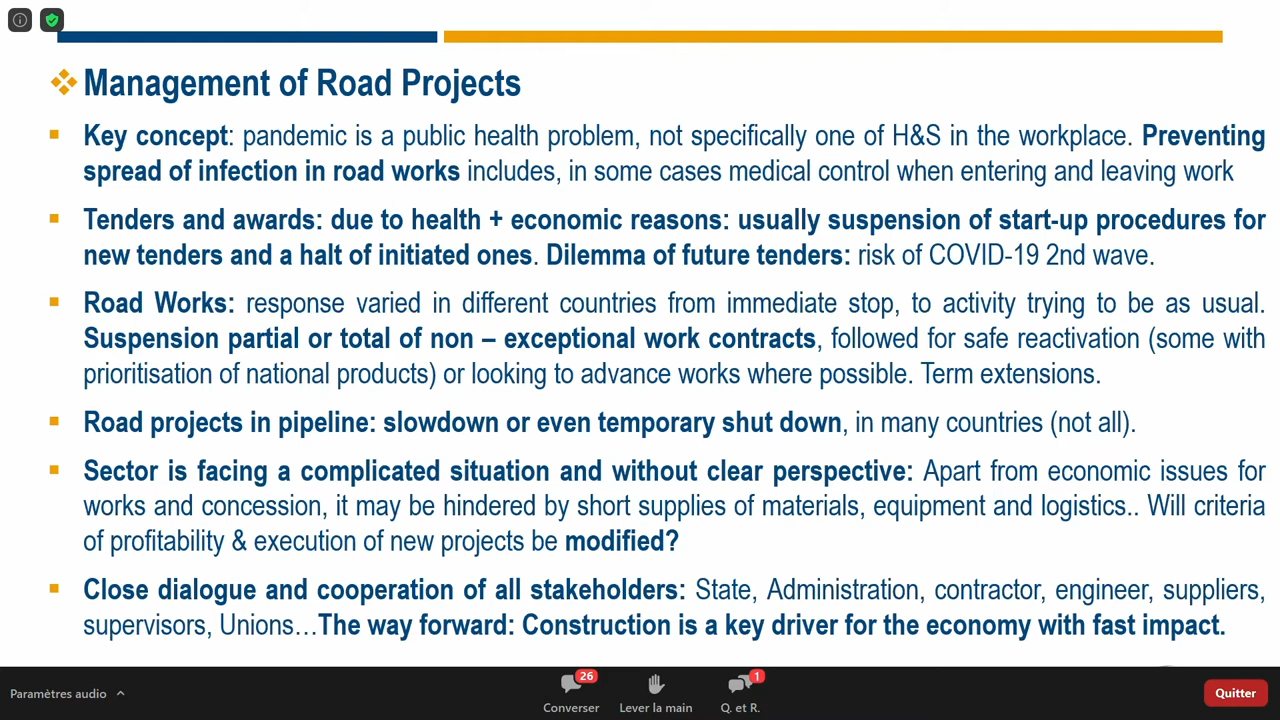 Management of Road Projects
Key concept: pandemic is a public health problem, not specifically one of H&S in the workplace. Preventing
spread of infection in road works includes, in some cases medical control when entering and leaving work
Tenders and awards: due to health + economic reasons: usually suspension of start-up procedures for
new tenders and a halt of initiated ones. Dilemma of future tenders: risk of COVID-19 2nd wave.
Road Works: response varied in different countries from immediate stop, to activity trying to be as usual.
Suspension partial or total of non – exceptional work contracts, followed for safe reactivation (some with
prioritisation of national products) or looking to advance works where possible. Term extensions.
Road projects in pipeline: slowdown or even temporary shut down, in many countries (not all).
Sector is facing a complicated situation and without clear perspective: Apart from economic issues for
works and concession, it may be hindered by short supplies of materials, equipment and logistics.. Will criteria
of profitability & execution of new projects be modified?
Close dialogue and cooperation of all stakeholders: State, Administration, contractor, engineer, suppliers,
supervisors, Unions…The way forward: Construction is a key driver for the economy with fast impact.
Paramètres audio
26
Converser
Lever la main
1
Q. et R.
Quitter